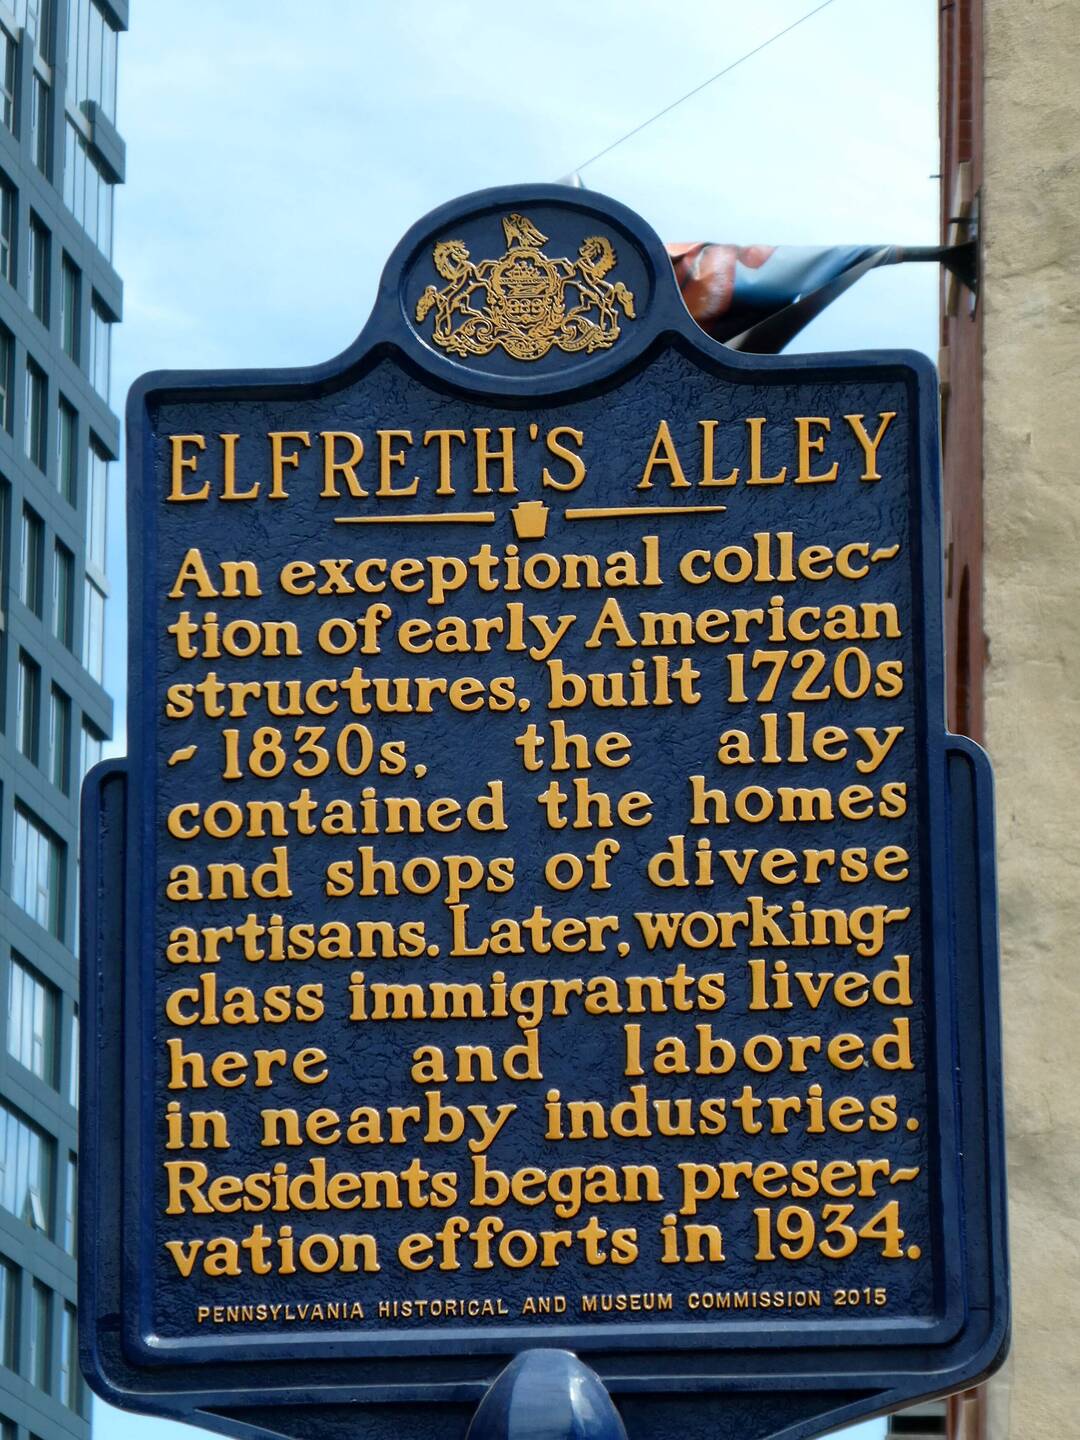 ELFRETH'S ALLEY
An exceptional collec-
tion of early American
structures, built 1720s
- 1830s, the alley
contained the homes
and shops of diverse
artisans. Later, working-
class immigrants lived
here and labored
in nearby industries.
Residents began preser-
vation efforts in 1934.
PENNSYLVANIA HISTORICAL AND MUSEUM COMMISSION 2015